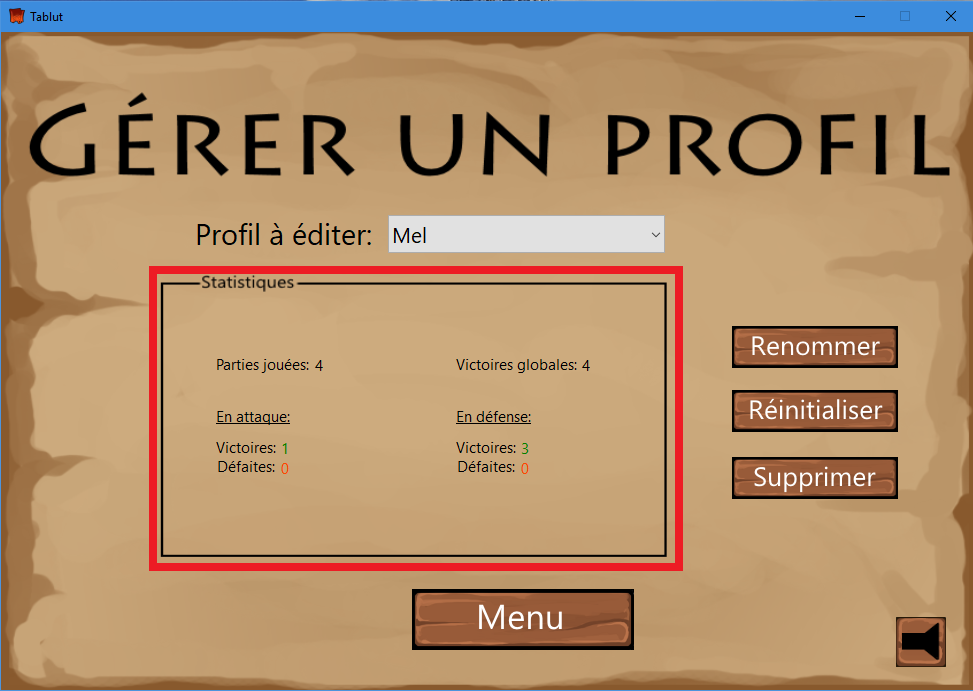 Tablut
GÉRER UN PROFIL
Profil à éditer: Mel
Statistiques
Parties jouées: 4 Victoires globales: 4
En attaque: En défense:
Victoires: 1 Victoires: 3
Défaites: 0 Défaites: 0
Renommer
Réinitialiser
Supprimer
Menu